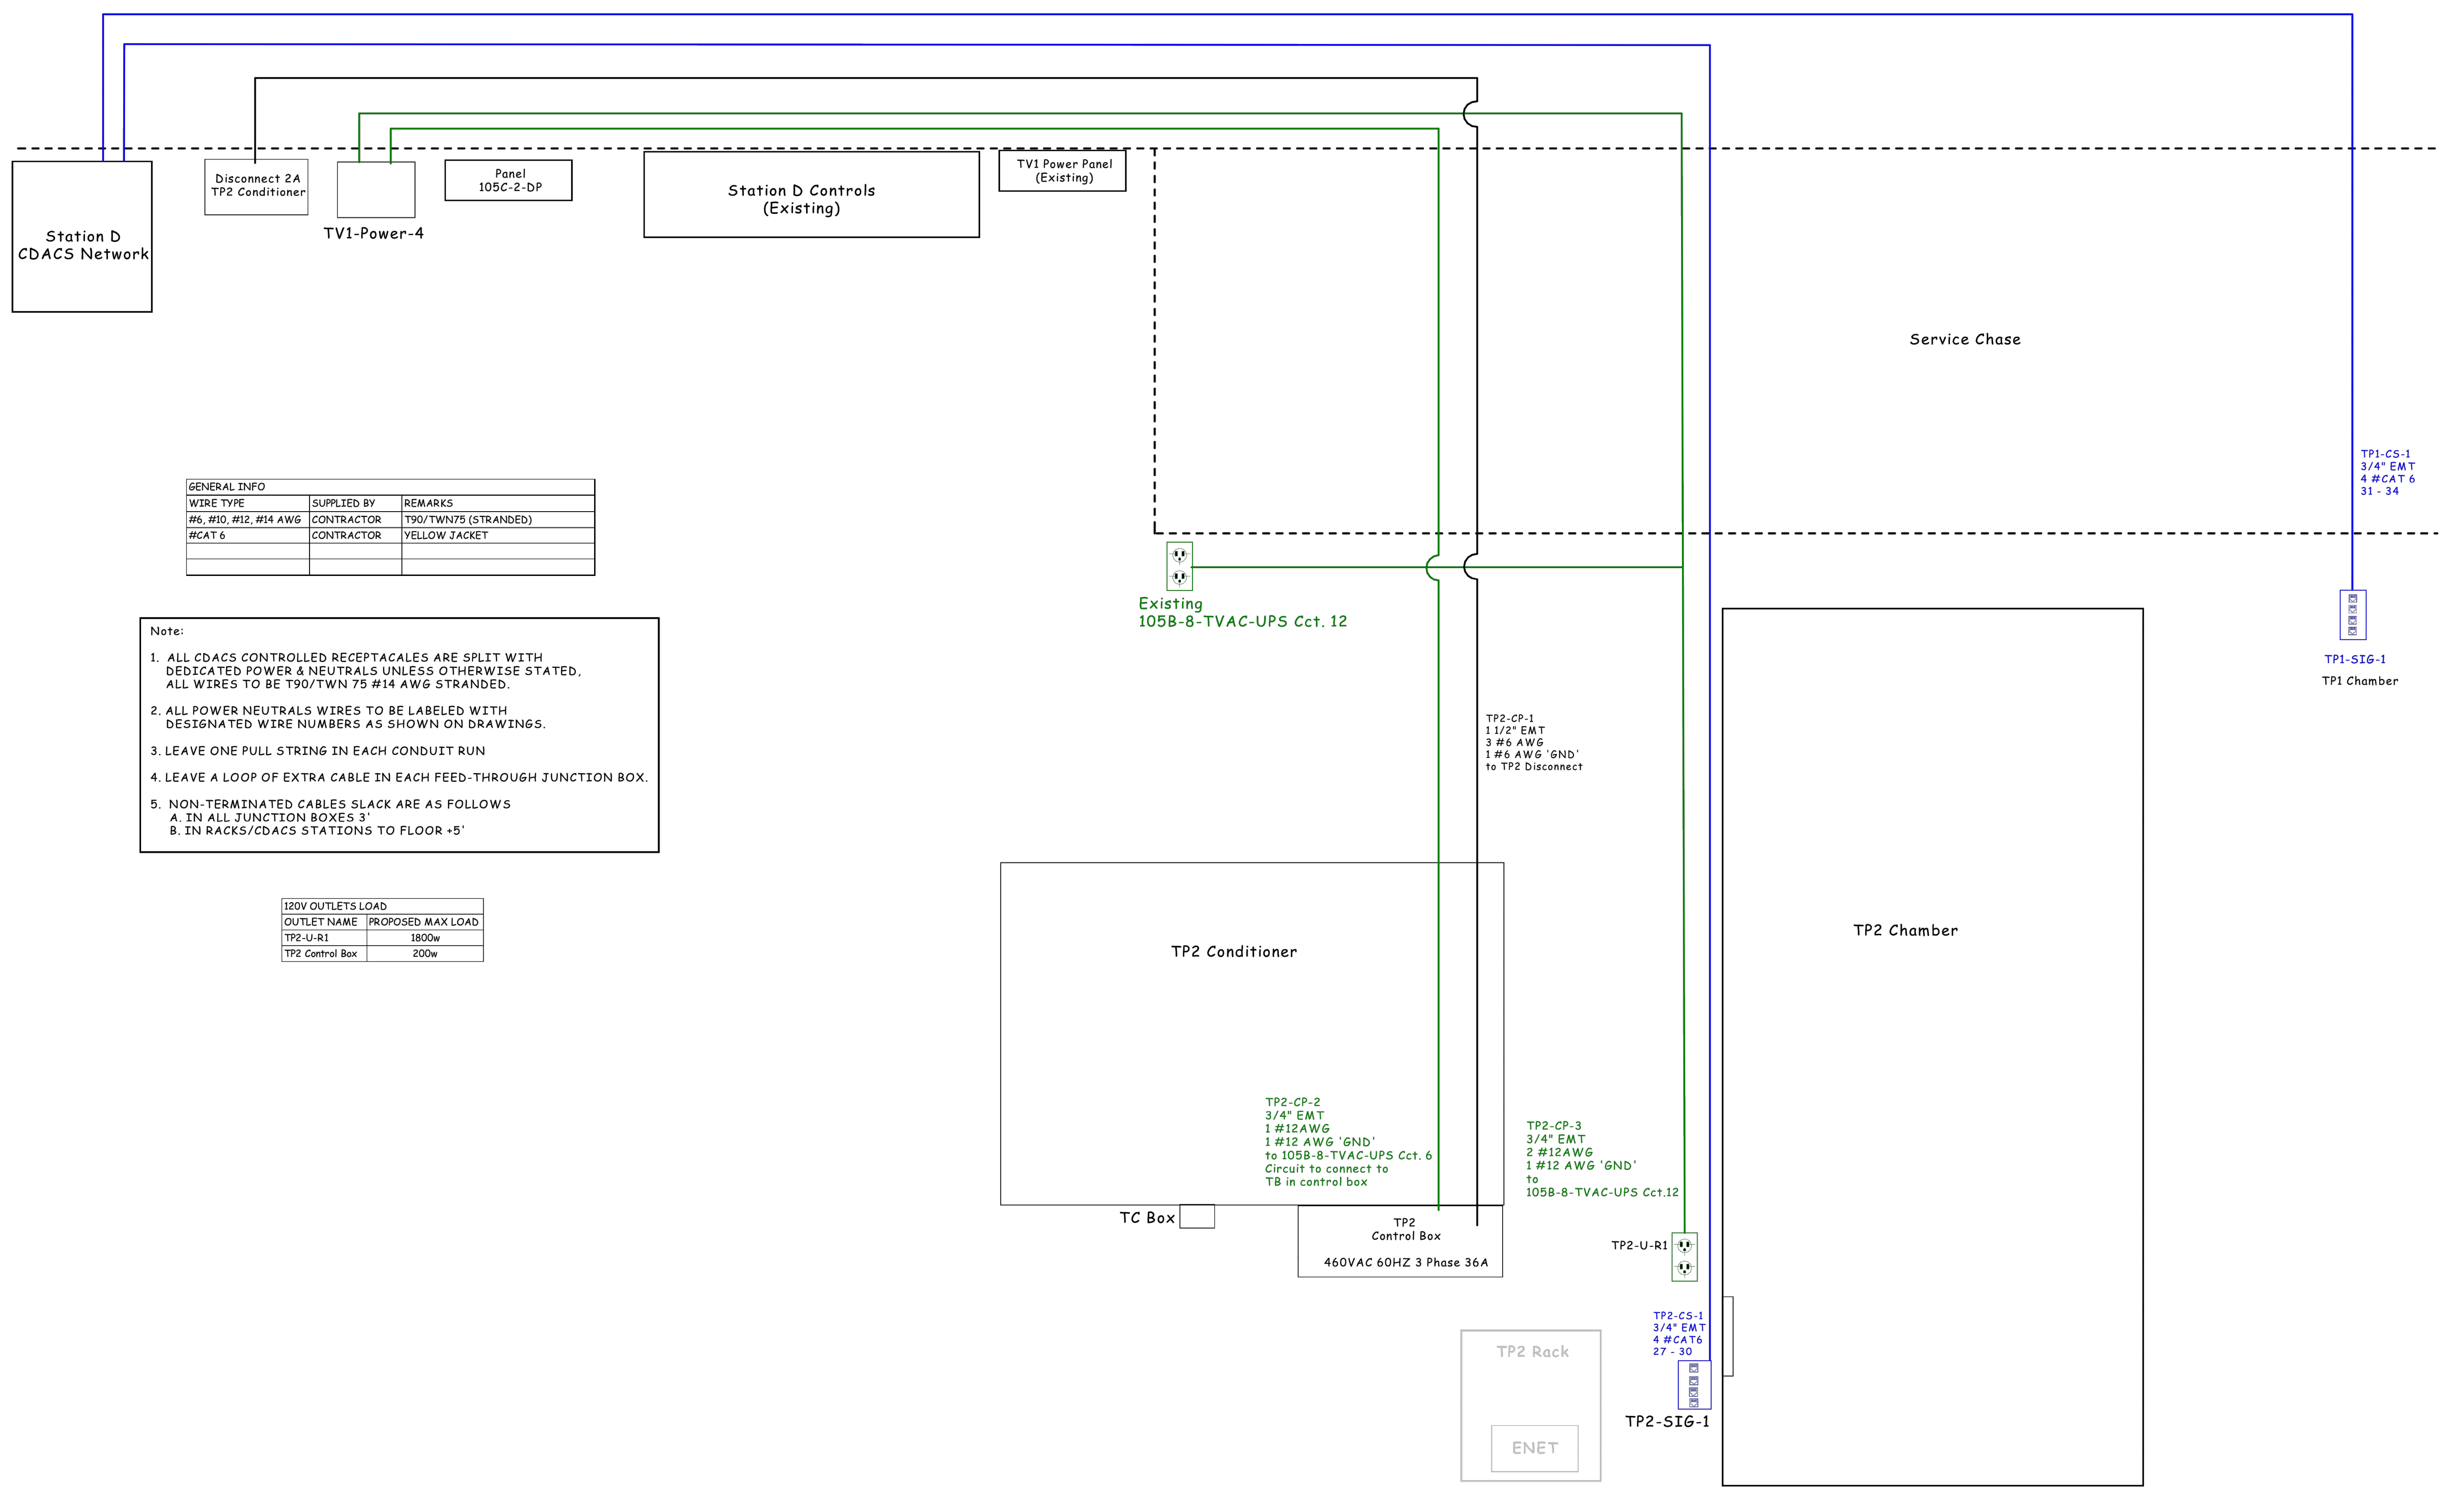 Station D
CDACS Network
Disconnect 2A
TP2 Conditioner
TV1-Power-4
Panel
105C-2-DP
Station D Controls
(Existing)
TV1 Power Panel
(Existing)
Service Chase
TP1-CS-1
3/4" EMT
4 #CAT 6
31 - 34
TP1-SIG-1
TP1 Chamber
GENERAL INFO
WIRE TYPE SUPPLIED BY REMARKS
#6, #10, #12, #14 AWG CONTRACTOR T90/TWN75 (STRANDED)
#CAT 6 CONTRACTOR YELLOW JACKET
Existing
105B-8-TVAC-UPS Cct. 12
Note:
1. ALL CDACS CONTROLLED RECEPTACALES ARE SPLIT WITH
DEDICATED POWER & NEUTRALS UNLESS OTHERWISE STATED,
ALL WIRES TO BE T90/TWN 75 #14 AWG STRANDED.
2. ALL POWER NEUTRALS WIRES TO BE LABELED WITH
DESIGNATED WIRE NUMBERS AS SHOWN ON DRAWINGS.
3. LEAVE ONE PULL STRING IN EACH CONDUIT RUN
4. LEAVE A LOOP OF EXTRA CABLE IN EACH FEED-THROUGH JUNCTION BOX.
5. NON-TERMINATED CABLES SLACK ARE AS FOLLOWS
A. IN ALL JUNCTION BOXES 3'
B. IN RACKS/CDACS STATIONS TO FLOOR +5'
TP2-CP-1
1 1/2" EMT
3 #6 AWG
1 #6 AWG 'GND'
to TP2 Disconnect
120V OUTLETS LOAD
OUTLET NAME PROPOSED MAX LOAD
TP2-U-R1 1800w
TP2 Control Box 200w
TP2 Conditioner
TP2 Chamber
TP2-CP-2
3/4" EMT
1 #12AWG
1 #12 AWG 'GND'
to 105B-8-TVAC-UPS Cct. 6
Circuit to connect to
TB in control box
TP2-CP-3
3/4" EMT
2 #12AWG
1 #12 AWG 'GND'
to
105B-8-TVAC-UPS Cct.12
TC Box
TP2
Control Box
460VAC 60HZ 3 Phase 36A
TP2-U-R1
TP2-CS-1
3/4" EMT
4 #CAT6
27 - 30
TP2 Rack
ENET
TP2-SIG-1